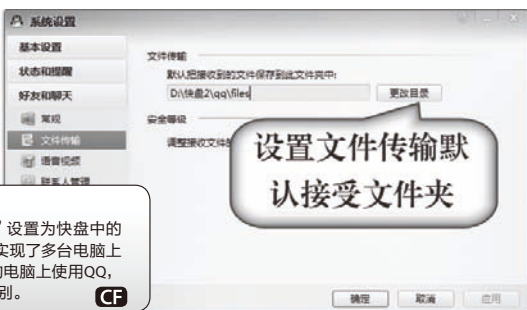 系统设置
基本设置
状态和提醒
好友和聊天
常规
文件传输
语音视频
联系人管理
文件传输
默认把接收到的文件保存到此文件夹中:
D:\快盘2\qq\files
更改目录
安全等级
调整接收文件的
设置文件传输默
认接受文件夹
设置为快盘中的
实现了多台电脑上
的电脑上使用QQ,
别。
CF
确定
取消
应用